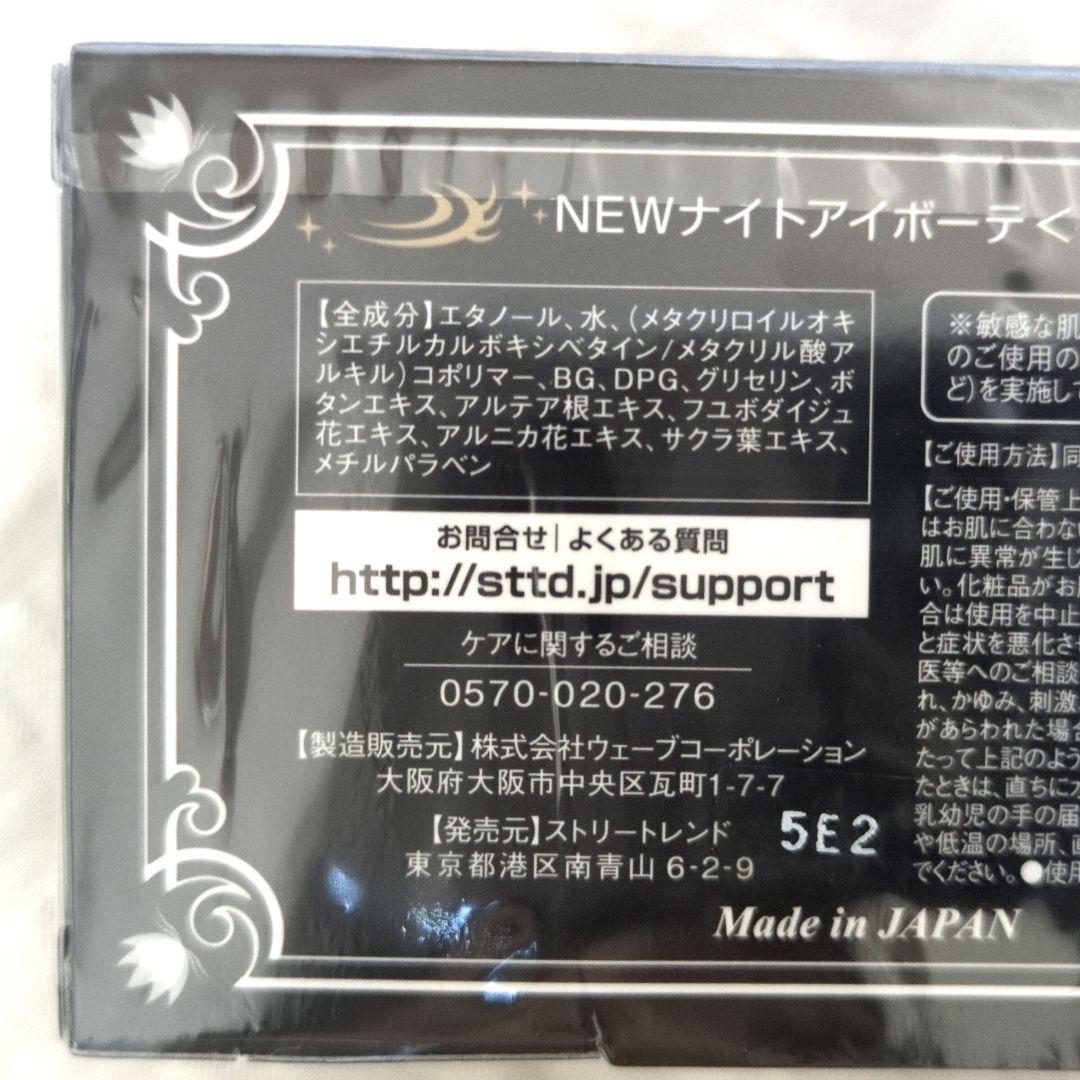 NEWナイトアイボーテ<
【全成分】エタノール、水、(メタクリロイルオキ
シエチルカルボキシベタイン/メタクリル酸ア
ルキル)コポリマー、BG、DPG、グリセリン、ボ
タンエキス、アルテア根エキス、フユボダイジュ
花エキス、アルニカ花エキス、サクラ葉エキス、
メチルパラベン
お問合せ|よくある質問
http://sttd.jp/support
ケアに関するご相談
0570-020-276
【製造販売元】株式会社ウェーブコーポレーション
大阪府大阪市中央区瓦町1-7-7
【発売元】ストリートレンド
東京都港区南青山6-2-9
5E2
Made in JAPAN
※敏感な肌
のご使用の
ど)を実施して
【ご使用方法】同
【ご使用・保管上
はお肌に合わない
肌に異常が生じ
い。化粧品がお
合は使用を中止
と症状を悪化させ
医等へのご相談
れ、かゆみ、刺激
があらわれた場合
たって上記のよう
たときは、直ちに
乳幼児の手の届
や低温の場所、直
でください。●使用